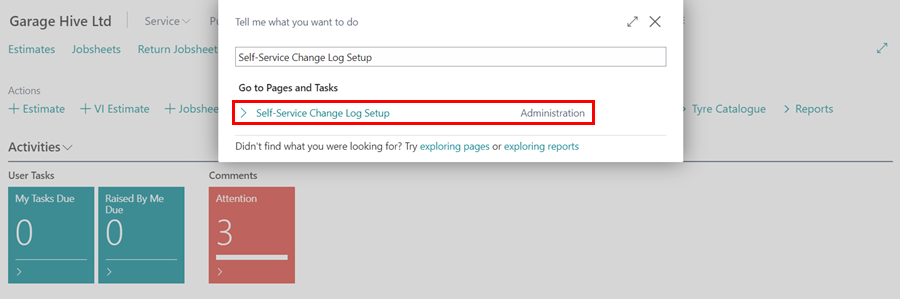 Garage Hive Ltd
Service
Tell me what you want to do
Estimates
Jobsheets
Return Jobsheets
Self-Service Change Log Setup
Go to Pages and Tasks
Actions
+ Estimate
+ VI Estimate
+ Jobsheet
Self-Service Change Log Setup
Administration
Tyre Catalogue
Reports
Didn't find what you were looking for? Try exploring pages or exploring reports
Activities
User Tasks
Comments
My Tasks Due
0
Raised By Me Due
0
Attention
3